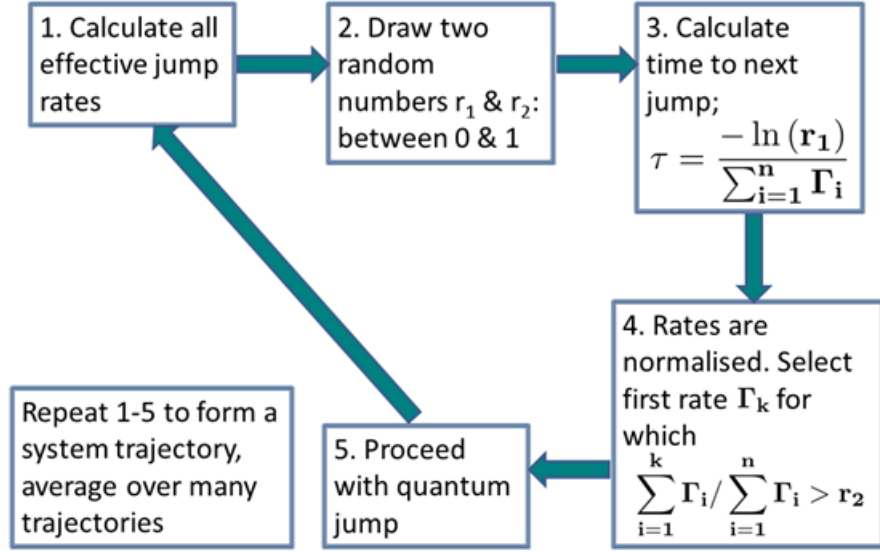 1. Calculate all
effective jump
rates
2. Draw two
random
numbers r₁ & r₂:
between 0 & 1
3. Calculate
time to next
jump;
τ = −ln (r₁) / ∑ⁿᵢ₌₁ Γᵢ
4. Rates are
normalised. Select
first rate Γₖ for
which
∑ᵏᵢ₌₁ Γᵢ/ ∑ⁿᵢ₌₁ Γᵢ > r₂
5. Proceed
with quantum
jump
Repeat 1-5 to form a
system trajectory,
average over many
trajectories